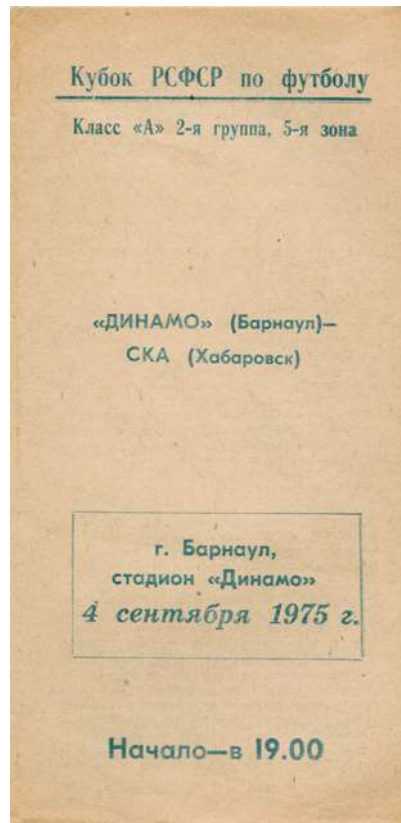 Кубок РСФСР по футболу
Класс «А» 2-я группа, 5-я зона
«ДИНАМО» (Барнаул)—
СКА (Хабаровск)
г. Барнаул,
стадион «Динамо»
4 сентября 1975 г.
Начало—в 19.00